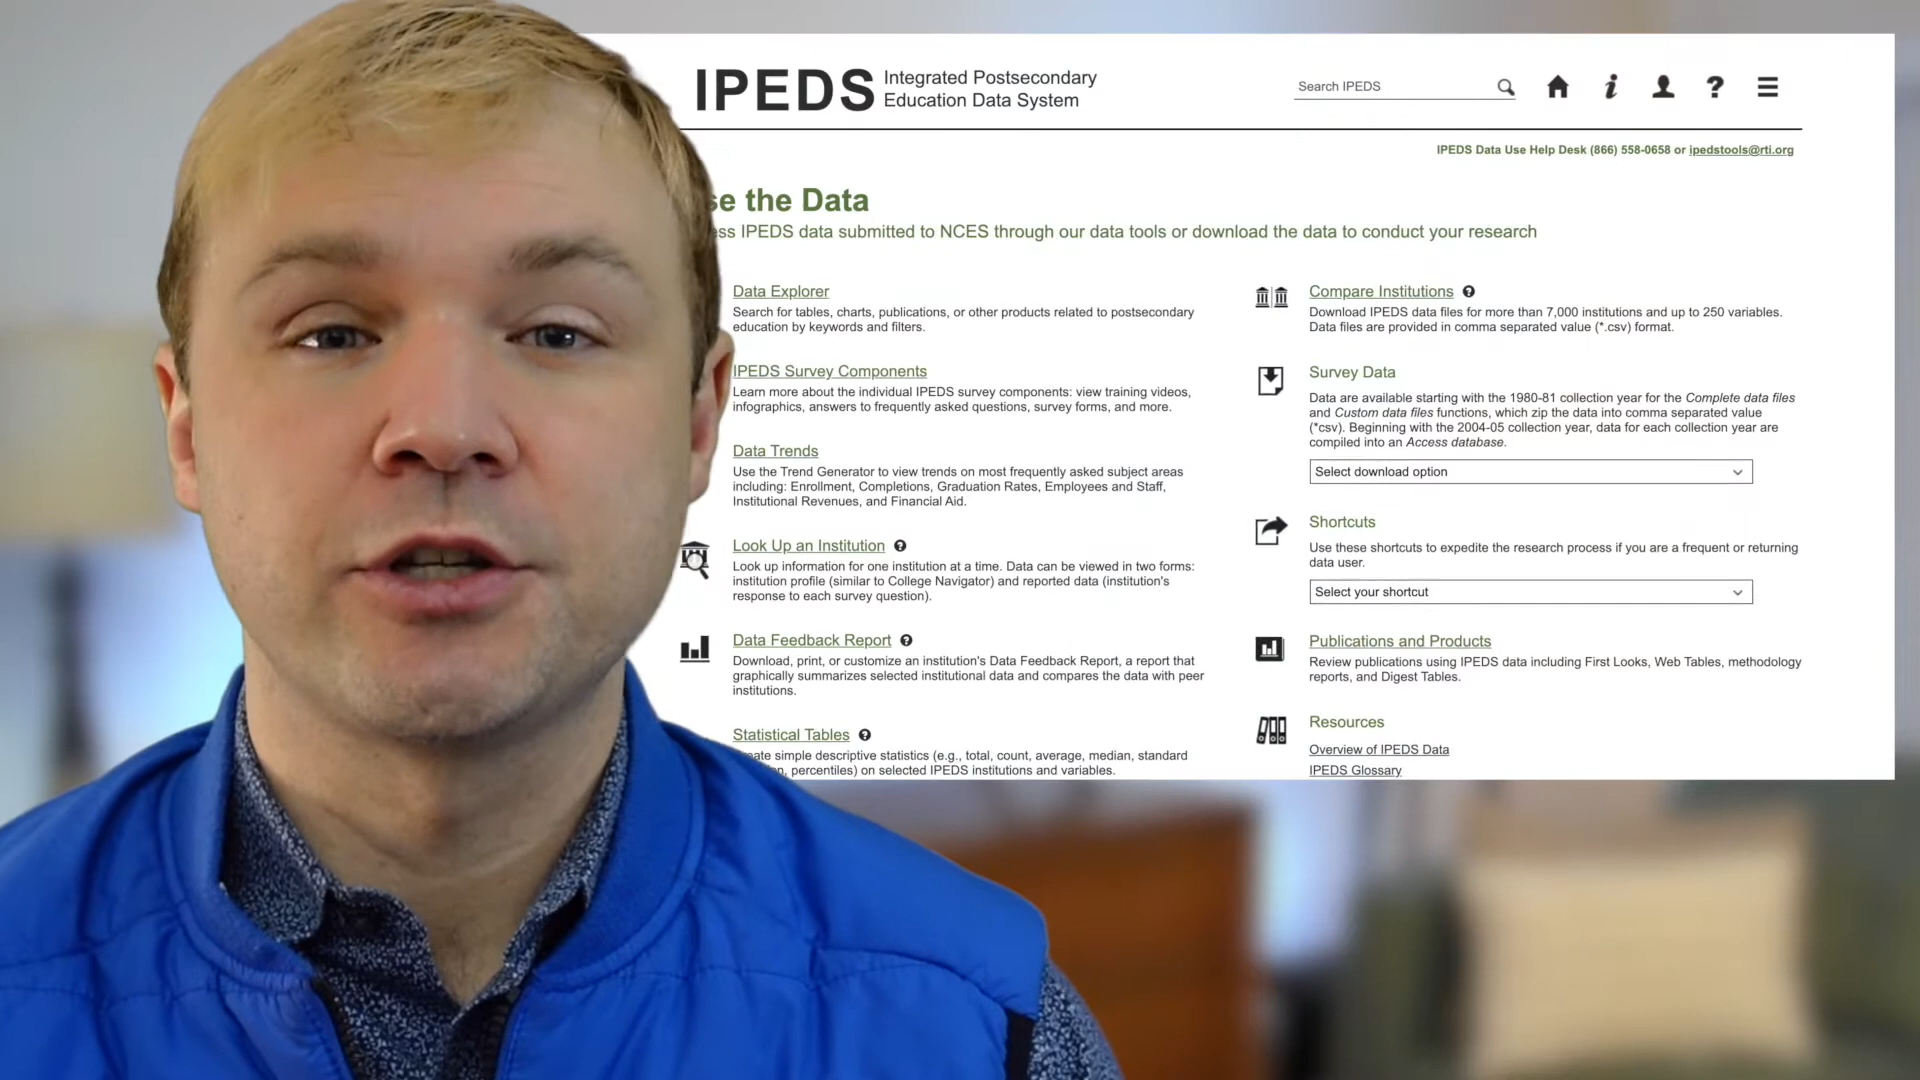 IPEDS
Integrated Postsecondary
Education Data System
Search IPEDS
IPEDS Data Use Help Desk (866) 558-0658 or ipedstools@rti.org
the Data
IPEDS data submitted to NCES through our data tools or download the data to conduct your research
Data Explorer
Search for tables, charts, publications, or other products related to postsecondary
education by keywords and filters.
IPEDS Survey Components
Learn more about the individual IPEDS survey components: view training videos,
infographics, answers to frequently asked questions, survey forms, and more.
Data Trends
Use the Trend Generator to view trends on most frequently asked subject areas
including: Enrollment, Completions, Graduation Rates, Employees and Staff,
Institutional Revenues, and Financial Aid.
Look Up an Institution
Look up information for one institution at a time. Data can be viewed in two forms:
institution profile (similar to College Navigator) and reported data (institution's
response to each survey question).
Data Feedback Report
Download, print, or customize an institution's Data Feedback Report, a report that
graphically summarizes selected institutional data and compares the data with peer
institutions.
Statistical Tables
simple descriptive statistics (e.g., total, count, average, median, standard
percentiles) on selected IPEDS institutions and variables.
Compare Institutions
Download IPEDS data files for more than 7,000 institutions and up to 250 variables.
Data files are provided in comma separated value (*.csv) format.
Survey Data
Data are available starting with the 1980-81 collection year for the Complete data files
and Custom data files functions, which zip the data into comma separated value
(*csv). Beginning with the 2004-05 collection year, data for each collection year are
compiled into an Access database.
Select download option
Shortcuts
Use these shortcuts to expedite the research process if you are a frequent or returning
data user.
Select your shortcut
Publications and Products
Review publications using IPEDS data including First Looks, Web Tables, methodology
reports, and Digest Tables.
Resources
Overview of IPEDS Data
IPEDS Glossary